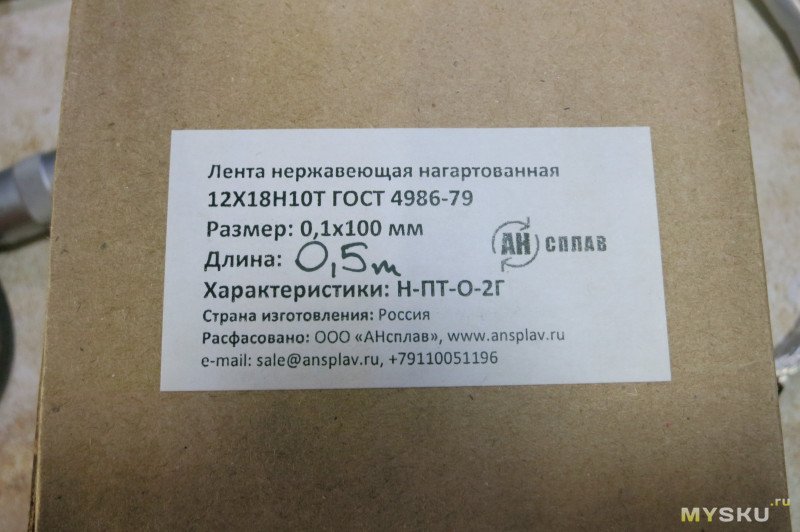 Лента нержавеющая нагартованная
12Х18Н10Т ГОСТ 4986-79
Размер: 0,1х100 мм
АН СПЛАВ
Длина: 0,5m
Характеристики: Н-ПТ-О-2Г
Страна изготовления: Россия
Расфасовано: ООО «АНсплав», www.ansplav.ru
e-mail: sale@ansplav.ru, +79110051196
MYSKU.ru